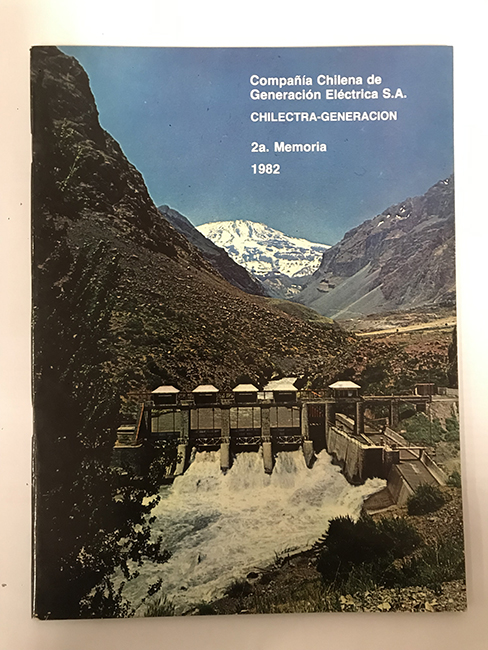 Compañía Chilena de
Generación Eléctrica S.A.
CHILECTRA-GENERACION
2a. Memoria
1982